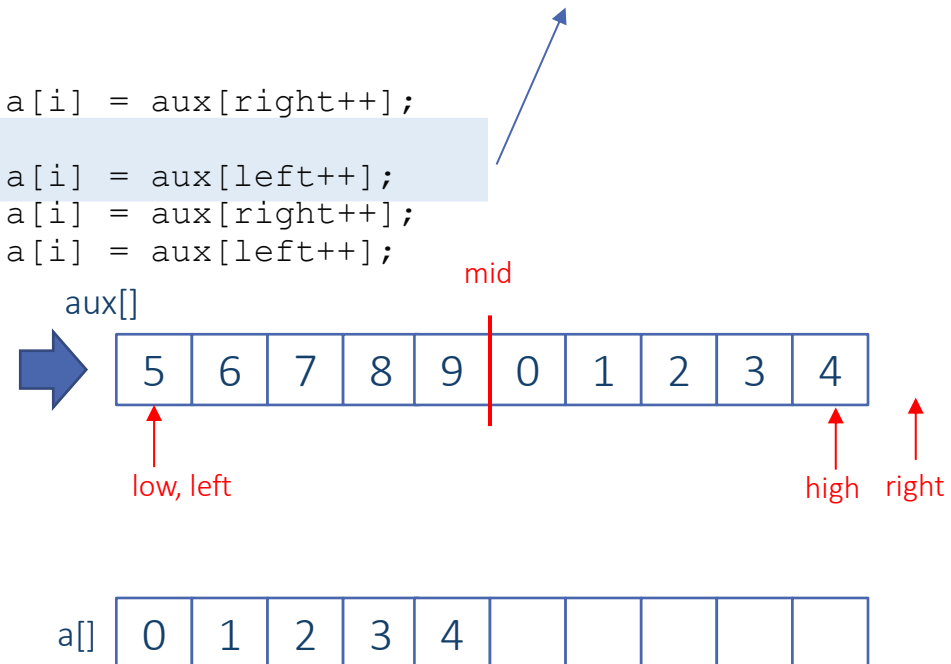 a[i] = aux[right++];
a[i] = aux[left++];
a[i] = aux[right++];
a[i] = aux[left++];
mid
aux[]
5 6 7 8 9 0 1 2 3 4
low, left high right
a[] 0 1 2 3 4